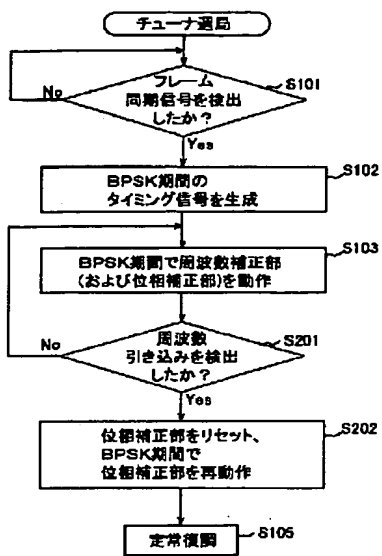 チューナ選局
フレーム
同期信号を検出
したか？
S101
No
Yes
BPSK期間の
タイミング信号を生成
S102
BPSK期間で周波数補正部
(および位相補正部)を動作
S103
周波数
引き込みを検出
したか？
S201
No
Yes
位相補正部をリセット、
BPSK期間で
位相補正部を再動作
S202
定常復調
S105